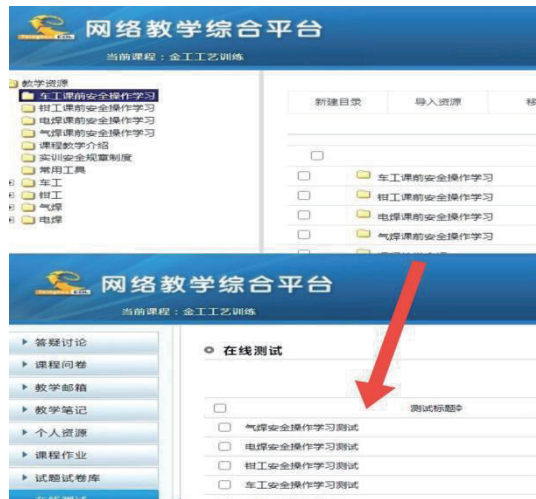 网络教学综合平台
当前课程：金工工艺训练
教学资源
车工课前安全操作学习
钳工课前安全操作学习
电焊课前安全操作学习
气焊课前安全操作学习
课程教学介绍
实训安全规章制度
常用工具
车工
钳工
气焊
电焊
新建目录 导入资源 移
车工课前安全操作学习
钳工课前安全操作学习
电焊课前安全操作学习
气焊课前安全操作学习
网络教学综合平台
当前课程：金工工艺训练
答疑讨论
课程问卷
教学邮箱
教学笔记
个人资源
课程作业
试题试卷库
在线测试
在线测试
测试标题
气焊安全操作学习测试
电焊安全操作学习测试
钳工安全操作学习测试
车工安全操作学习测试